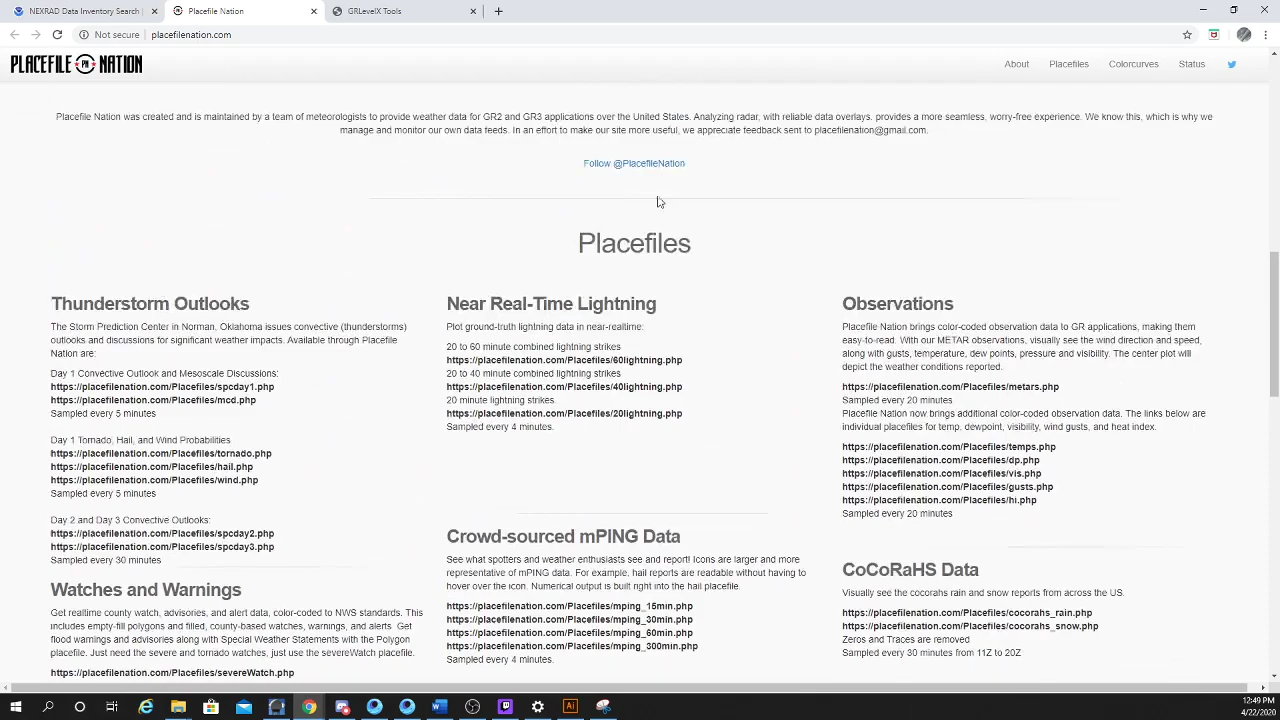 NEXRAD Data Inventory Search
Placefile Nation
GRLevelX Tools
Not secure
placefilenation.com
PLACEFILE PN NATION
About
Placefiles
Colorcurves
Status
Placefile Nation was created and is maintained by a team of meteorologists to provide weather data for GR2 and GR3 applications over the United States. Analyzing radar, with reliable data overlays. provides a more seamless, worry-free experience. We know this, which is why we
manage and monitor our own data feeds. In an effort to make our site more useful, we appreciate feedback sent to placefilenation@gmail.com.
Follow @PlacefileNation
Placefiles
Thunderstorm Outlooks
The Storm Prediction Center in Norman, Oklahoma issues convective (thunderstorms)
outlooks and discussions for significant weather impacts. Available through Placefile
Nation are:
Day 1 Convective Outlook and Mesoscale Discussions:
https://placefilenation.com/Placefiles/spcday1.php
https://placefilenation.com/Placefiles/mcd.php
Sampled every 5 minutes
Day 1 Tornado, Hail, and Wind Probabilities
https://placefilenation.com/Placefiles/tornado.php
https://placefilenation.com/Placefiles/hail.php
https://placefilenation.com/Placefiles/wind.php
Sampled every 5 minutes
Day 2 and Day 3 Convective Outlooks:
https://placefilenation.com/Placefiles/spcday2.php
https://placefilenation.com/Placefiles/spcday3.php
Sampled every 30 minutes
Watches and Warnings
Get realtime county watch, advisories, and alert data, color-coded to NWS standards. This
includes empty-fill polygons and filled, county-based watches, warnings, and alerts Get
flood warnings and advisories along with Special Weather Statements with the Polygon
placefile. Just need the severe and tornado watches, just use the severeWatch placefile.
https://placefilenation.com/Placefiles/severeWatch.php
Near Real-Time Lightning
Plot ground-truth lightning data in near-realtime:
20 to 60 minute combined lightning strikes
https://placefilenation.com/Placefiles/60lightning.php
20 to 40 minute combined lightning strikes
https://placefilenation.com/Placefiles/40lightning.php
20 minute lightning strikes.
https://placefilenation.com/Placefiles/20lightning.php
Sampled every 4 minutes.
Crowd-sourced mPING Data
See what spotters and weather enthusiasts see and report! Icons are larger and more
representative of mPING data. For example, hail reports are readable without having to
hover over the icon. Numerical output is built right into the hail placefile.
https://placefilenation.com/Placefiles/mping_15min.php
https://placefilenation.com/Placefiles/mping_30min.php
https://placefilenation.com/Placefiles/mping_60min.php
https://placefilenation.com/Placefiles/mping_300min.php
Sampled every 4 minutes.
Observations
Placefile Nation brings color-coded observation data to GR applications, making them
easy-to-read. With our METAR observations, visually see the wind direction and speed,
along with gusts, temperature, dew points, pressure and visibility. The center plot will
depict the weather conditions reported.
https://placefilenation.com/Placefiles/metars.php
Sampled every 20 minutes
Placefile Nation now brings additional color-coded observation data. The links below are
individual placefiles for temp. dewpoint, visibility, wind gusts, and heat index.
https://placefilenation.com/Placefiles/temps.php
https://placefilenation.com/Placefiles/dp.php
https://placefilenation.com/Placefiles/vis.php
https://placefilenation.com/Placefiles/gusts.php
https://placefilenation.com/Placefiles/hi.php
Sampled every 20 minutes
CoCoRaHS Data
Visually see the cocorahs rain and snow reports from across the US.
https://placefilenation.com/Placefiles/cocorahs_rain.php
https://placefilenation.com/Placefiles/cocorahs_snow.php
Zeros and Traces are removed
Sampled every 30 minutes from 11Z to 20Z
12:49 PM
4/22/2020